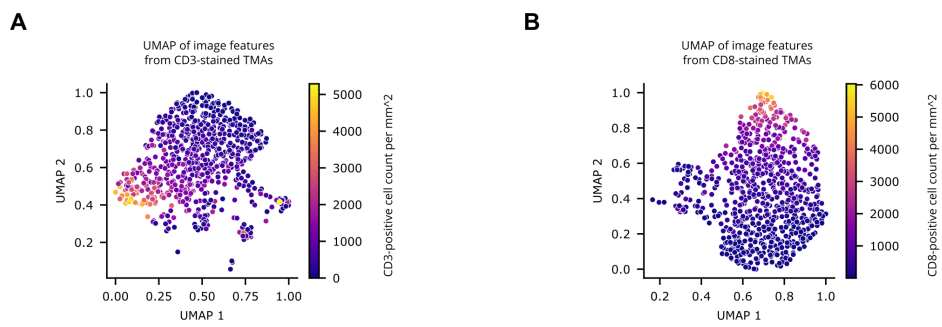 A
B
UMAP of image features
from CD3-stained TMAs
UMAP of image features
from CD8-stained TMAs
1.0
0.8
0.6
0.4
0.2
UMAP 2
0.00
0.25
0.50
0.75
1.00
UMAP 1
5000
4000
3000
2000
1000
0
CD3-positive cell count per mm^2
1.0
0.8
0.6
0.4
0.2
0.0
UMAP 2
0.2
0.4
0.6
0.8
1.0
UMAP 1
6000
5000
4000
3000
2000
1000
CD8-positive cell count per mm^2